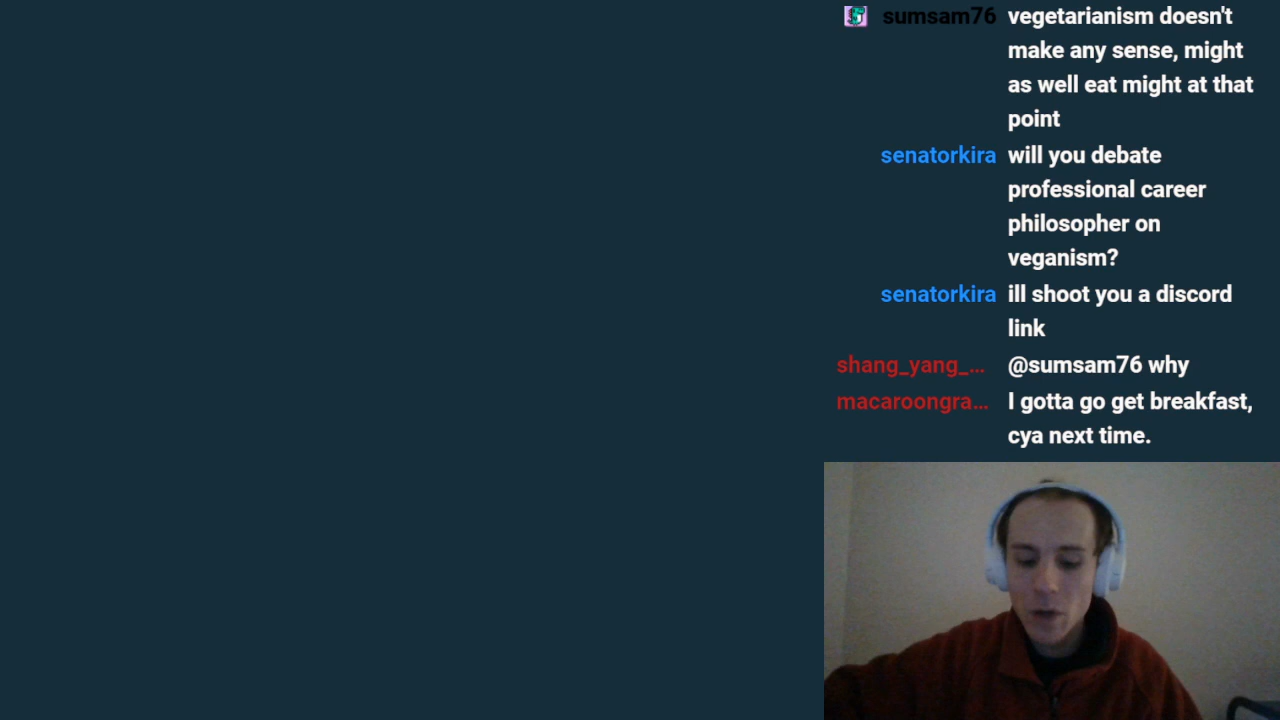 sumsam76 vegetarianism doesn't
make any sense, might
as well eat might at that
point
senatorkira will you debate
professional career
philosopher on
veganism?
senatorkira ill shoot you a discord
link
shang_yang_... @sumsam76 why
macaroongra... I gotta go get breakfast,
cya next time.